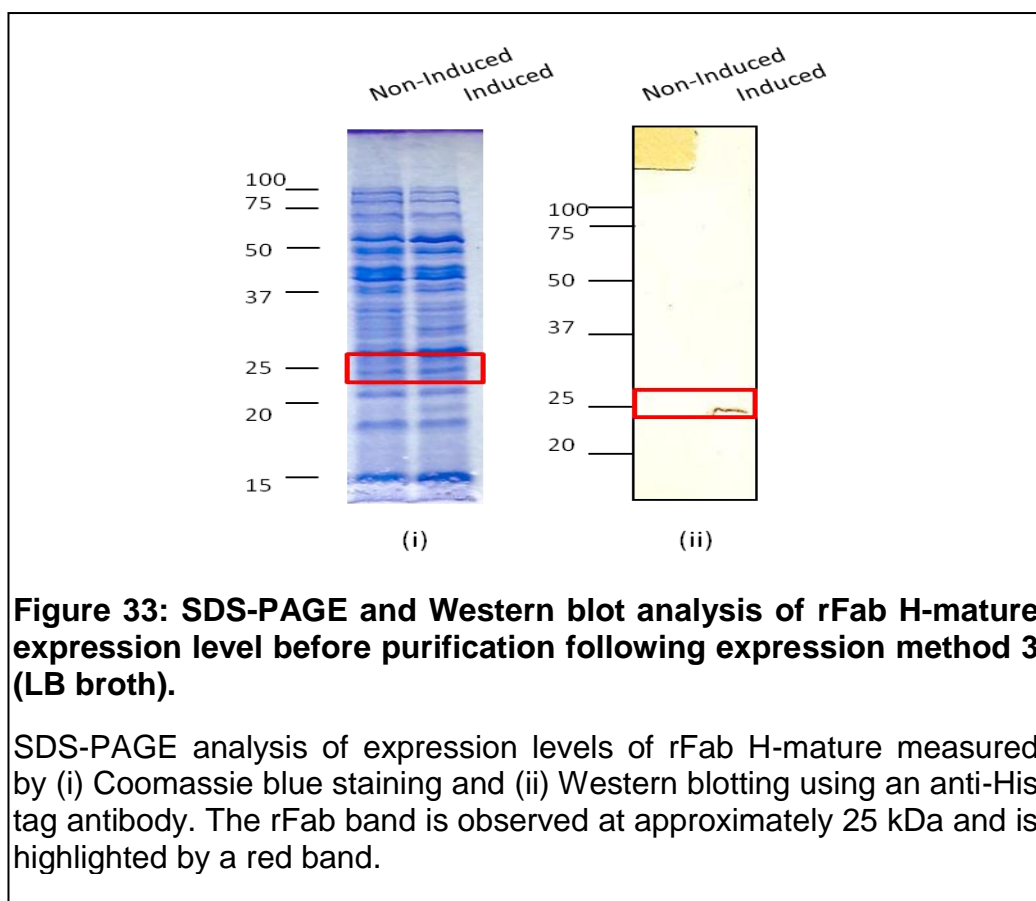 Non-Induced
Induced
Non-Induced
Induced
100
75
50
37
25
20
15
100
75
50
37
25
20
(i)
(ii)
Figure 33: SDS-PAGE and Western blot analysis of rFab H-mature
expression level before purification following expression method 3
(LB broth).
SDS-PAGE analysis of expression levels of rFab H-mature measured
by (i) Coomassie blue staining and (ii) Western blotting using an anti-His
tag antibody. The rFab band is observed at approximately 25 kDa and is
highlighted by a red band.